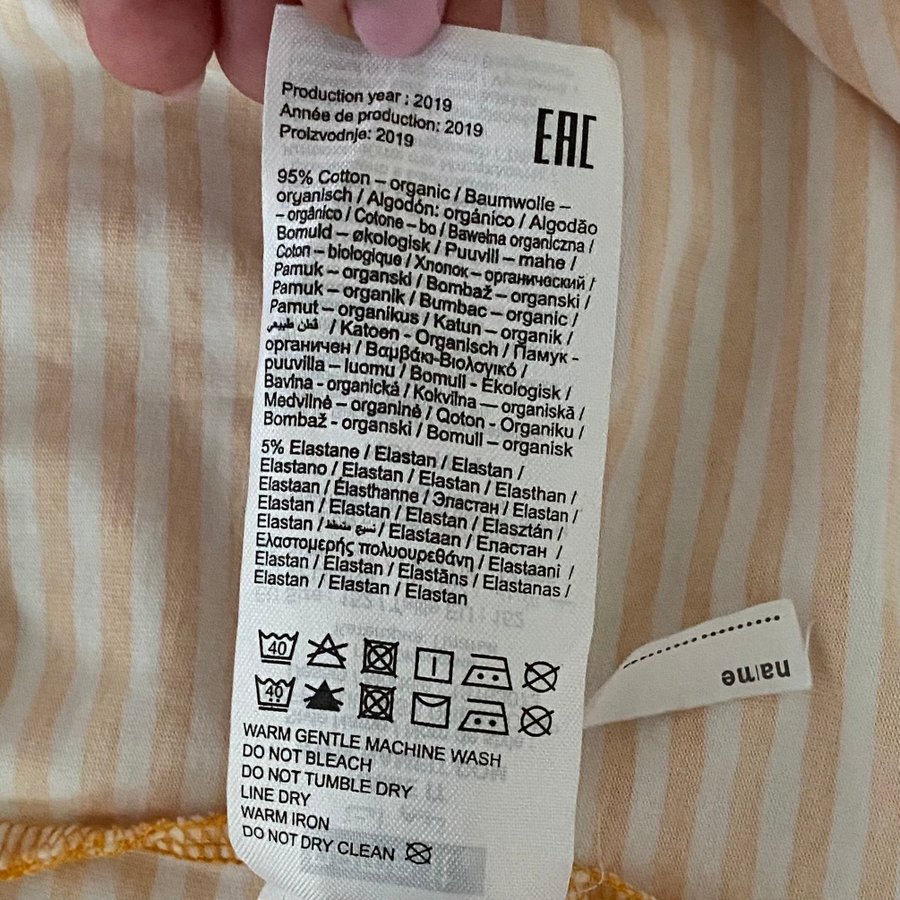 Production year : 2019
Année de production: 2019
Proizvodnje: 2019
EAC
95% Cotton – organic / Baumwolle –
organisch / Algodón: orgánico / Algodão
– orgânico / Cotone – bo / Bawełna organiczna /
Bomuld – økologisk / Puuvill – mahe /
Coton – biologique / Хлопок – органический /
Pamuk – organski / Bombaž – organski /
Pamuk – organik / Bumbac – organic /
Pamut – organikus / Katun – organik /
قطن طبيعي / Katoen - Organisch / Памук -
органичен / Βαμβάκι-Βιολογικό /
puuvilla – luomu / Bomull - Ekologisk /
Bavlna - organická / Kokvilna — organiskā /
Medvilnė – organinė / Qoton - Organiku /
Bombaž - organski / Bomull – organisk
5% Elastane / Elastan / Elastan /
Elastano / Elastan / Elastan / Elasthan /
Elastaan / Élasthanne / Эластан / Elastan /
Elastan / Elastan / Elastan / Elasztán /
Elastan / / Elastaan / Еластан /
Ελαστομερής πολυουρεθάνη / Elastaani /
Elastan / Elastan / Elastāns / Elastanas /
Elastan / Elastan / Elastan
40
40
WARM GENTLE MACHINE WASH
DO NOT BLEACH
DO NOT TUMBLE DRY
LINE DRY
WARM IRON
DO NOT DRY CLEAN
name